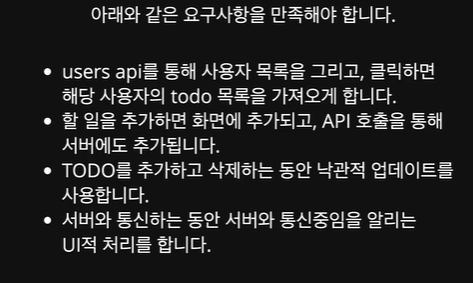 아래와 같은 요구사항을 만족해야 합니다.
• users api를 통해 사용자 목록을 그리고, 클릭하면
해당 사용자의 todo 목록을 가져오게 합니다.
• 할 일을 추가하면 화면에 추가되고, API 호출을 통해
서버에도 추가됩니다.
• TODO를 추가하고 삭제하는 동안 낙관적 업데이트를
사용합니다.
• 서버와 통신하는 동안 서버와 통신중임을 알리는
UI적 처리를 합니다.